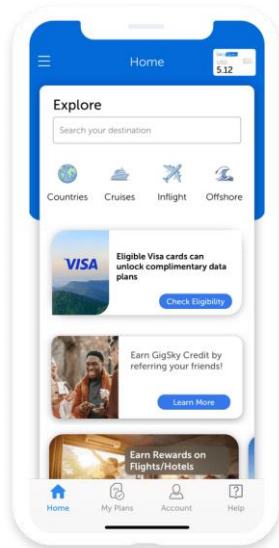 Home
USD
5.12
Explore
Search your destination
Countries
Cruises
Inflight
Offshore
VISA
Eligible Visa cards can
unlock complimentary data
plans
Check Eligibility
Earn GigSky Credit by
referring your friends!
Learn More
Earn Rewards on
Flights/Hotels
Home
My Plans
Account
Help